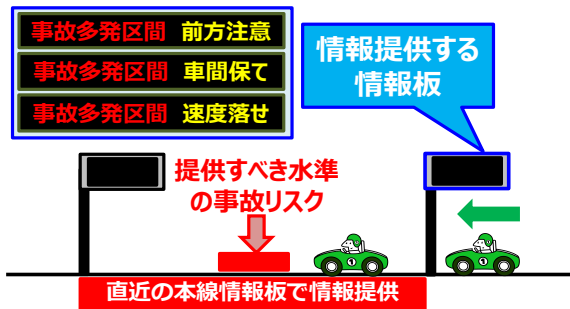 事故多発区間 前方注意
事故多発区間 車間保て
事故多発区間 速度落せ
情報提供する
情報板
提供すべき水準
の事故リスク
1
1
直近の本線情報板で情報提供